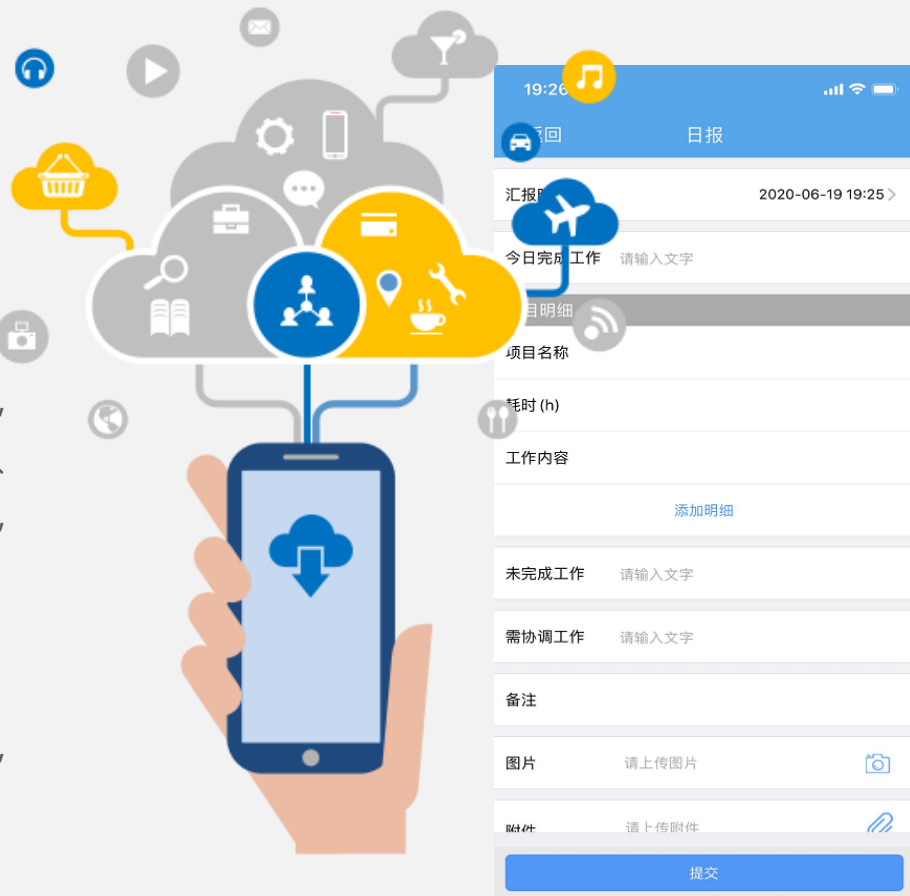 19:26
返回 日报
汇报时 2020-06-19 19:25
今日完成工作 请输入文字
目明细
项目名称
耗时(h)
工作内容
添加明细
未完成工作 请输入文字
需协调工作 请输入文字
备注
图片 请上传图片
附件 请上传附件
提交